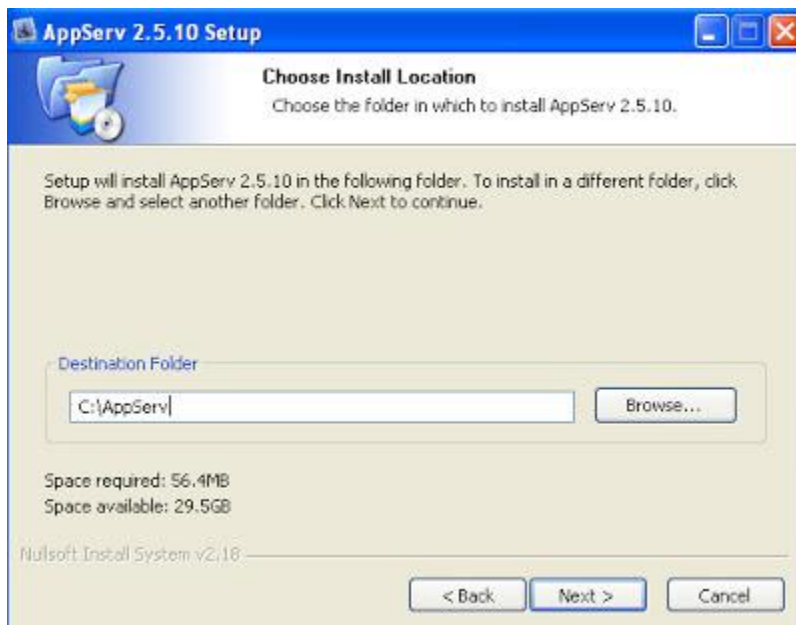 AppServ 2.5.10 Setup
Choose Install Location
Choose the folder in which to install AppServ 2.5.10.
Setup will install AppServ 2.5.10 in the following folder. To install in a different folder, click
Browse and select another folder. Click Next to continue.
Destination Folder
C:\AppServ
Browse...
Space required: 56.4MB
Space available: 29.5GB
Nullsoft Install System v2.18
< Back
Next >
Cancel